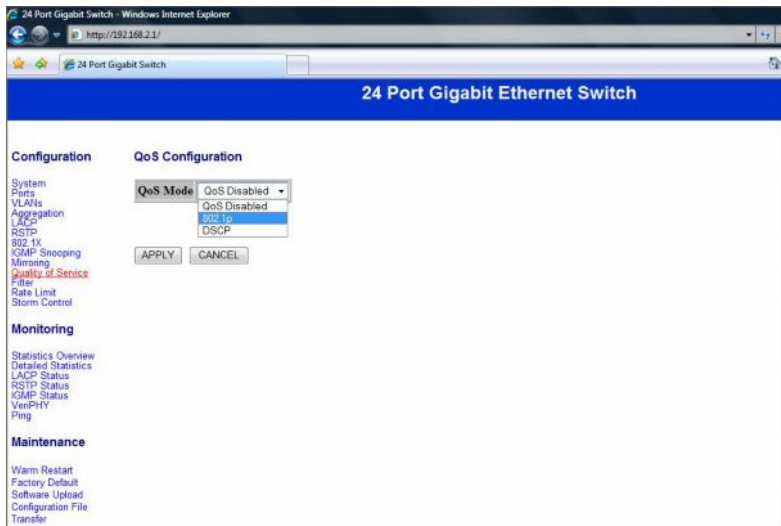 24 Port Gigabit Switch - Windows Internet Explorer
http://192.168.2.1/
24 Port Gigabit Switch
24 Port Gigabit Ethernet Switch
Configuration
System
Ports
VLANs
Aggregation
LACP
RSTP
802.1X
IGMP Snooping
Mirroring
Quality of Service
Filter
Rate Limit
Storm Control
Monitoring
Statistics Overview
Detailed Statistics
LACP Status
RSTP Status
IGMP Status
VeriPHY
Ping
Maintenance
Warm Restart
Factory Default
Software Upload
Configuration File
Transfer
QoS Configuration
QoS Mode QoS Disabled
QoS Disabled
802.1p
DSCP
APPLY CANCEL